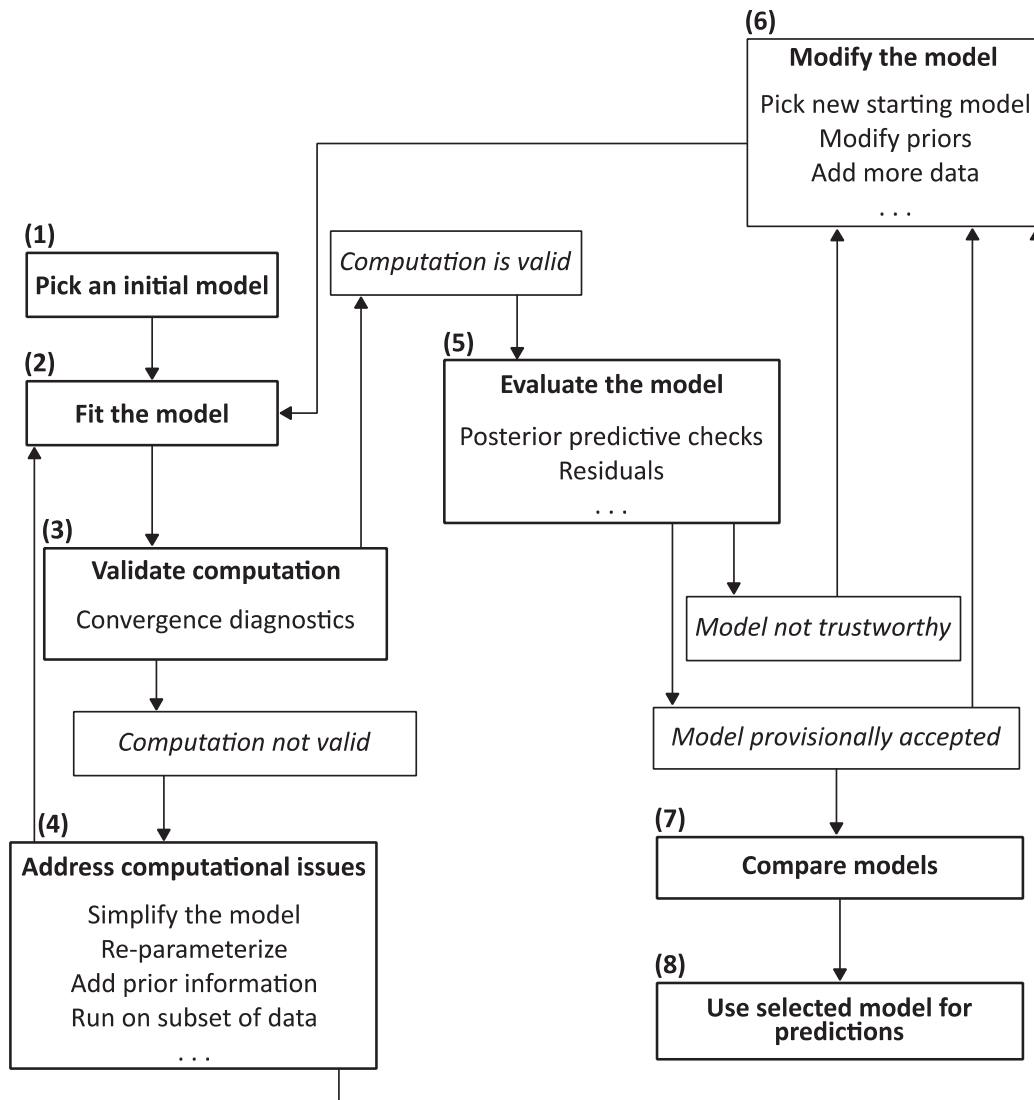 (1)
Pick an initial model
(2)
Fit the model
(3)
Validate computation
Convergence diagnostics
Computation not valid
(4)
Address computational issues
Simplify the model
Re-parameterize
Add prior information
Run on subset of data
. . .
Computation is valid
(5)
Evaluate the model
Posterior predictive checks
Residuals
. . .
Model not trustworthy
Model provisionally accepted
(6)
Modify the model
Pick new starting model
Modify priors
Add more data
. . .
(7)
Compare models
(8)
Use selected model for
predictions